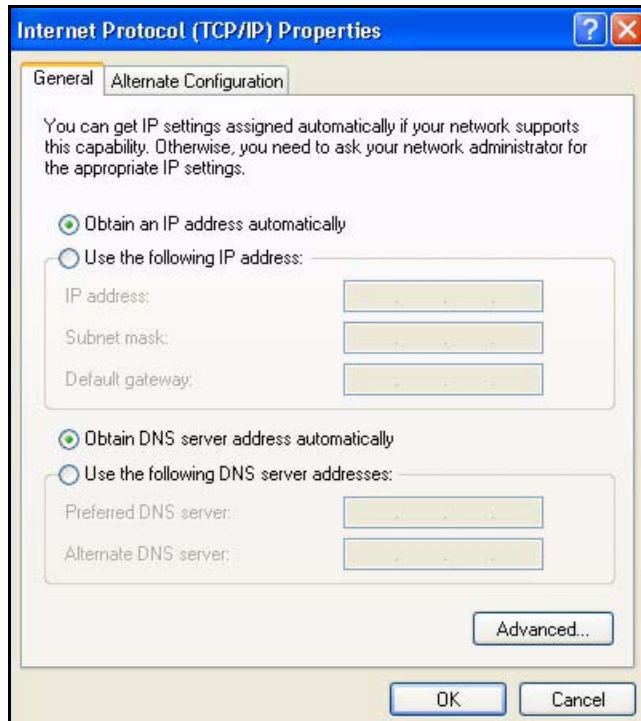 Internet Protocol (TCP/IP) Properties
General
Alternate Configuration
You can get IP settings assigned automatically if your network supports
this capability. Otherwise, you need to ask your network administrator for
the appropriate IP settings.
Obtain an IP address automatically
Use the following IP address:
IP address:
Subnet mask:
Default gateway:
Obtain DNS server address automatically
Use the following DNS server addresses:
Preferred DNS server:
Alternate DNS server:
Advanced...
OK
Cancel